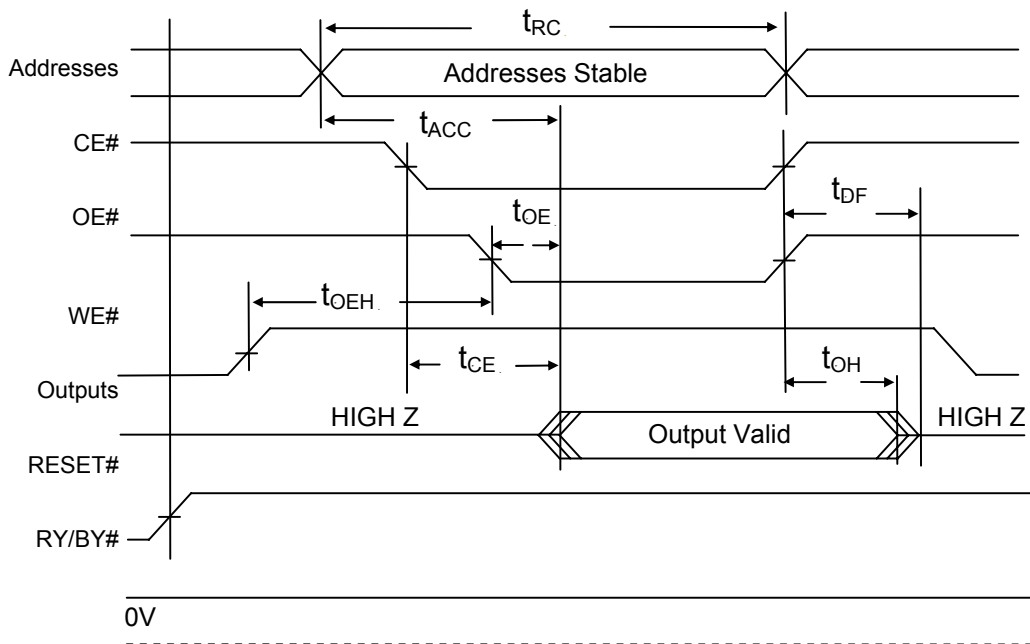 tRC
Addresses
Addresses Stable
tACC
CE#
tDF
OE#
tOE
tOEH
WE#
tCE
tOH
Outputs
HIGH Z
Output Valid
HIGH Z
RESET#
RY/BY#
0V